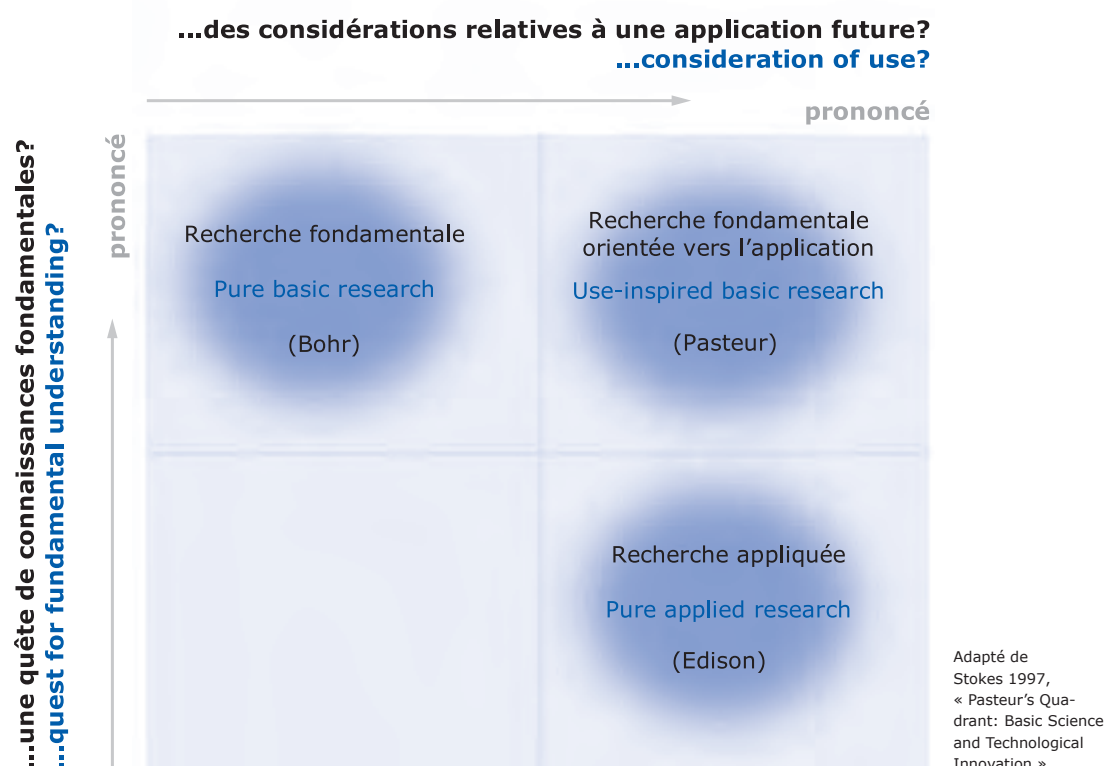 ...des considérations relatives à une application future?
...consideration of use?
prononcé
prononcé
...une quête de connaissances fondamentales?
...quest for fundamental understanding?
Recherche fondamentale
Pure basic research
(Bohr)
Recherche fondamentale
orientée vers l’application
Use-inspired basic research
(Pasteur)
Recherche appliquée
Pure applied research
(Edison)
Adapté de
Stokes 1997,
« Pasteur’s Qua-
drant: Basic Science
and Technological
Innovation »